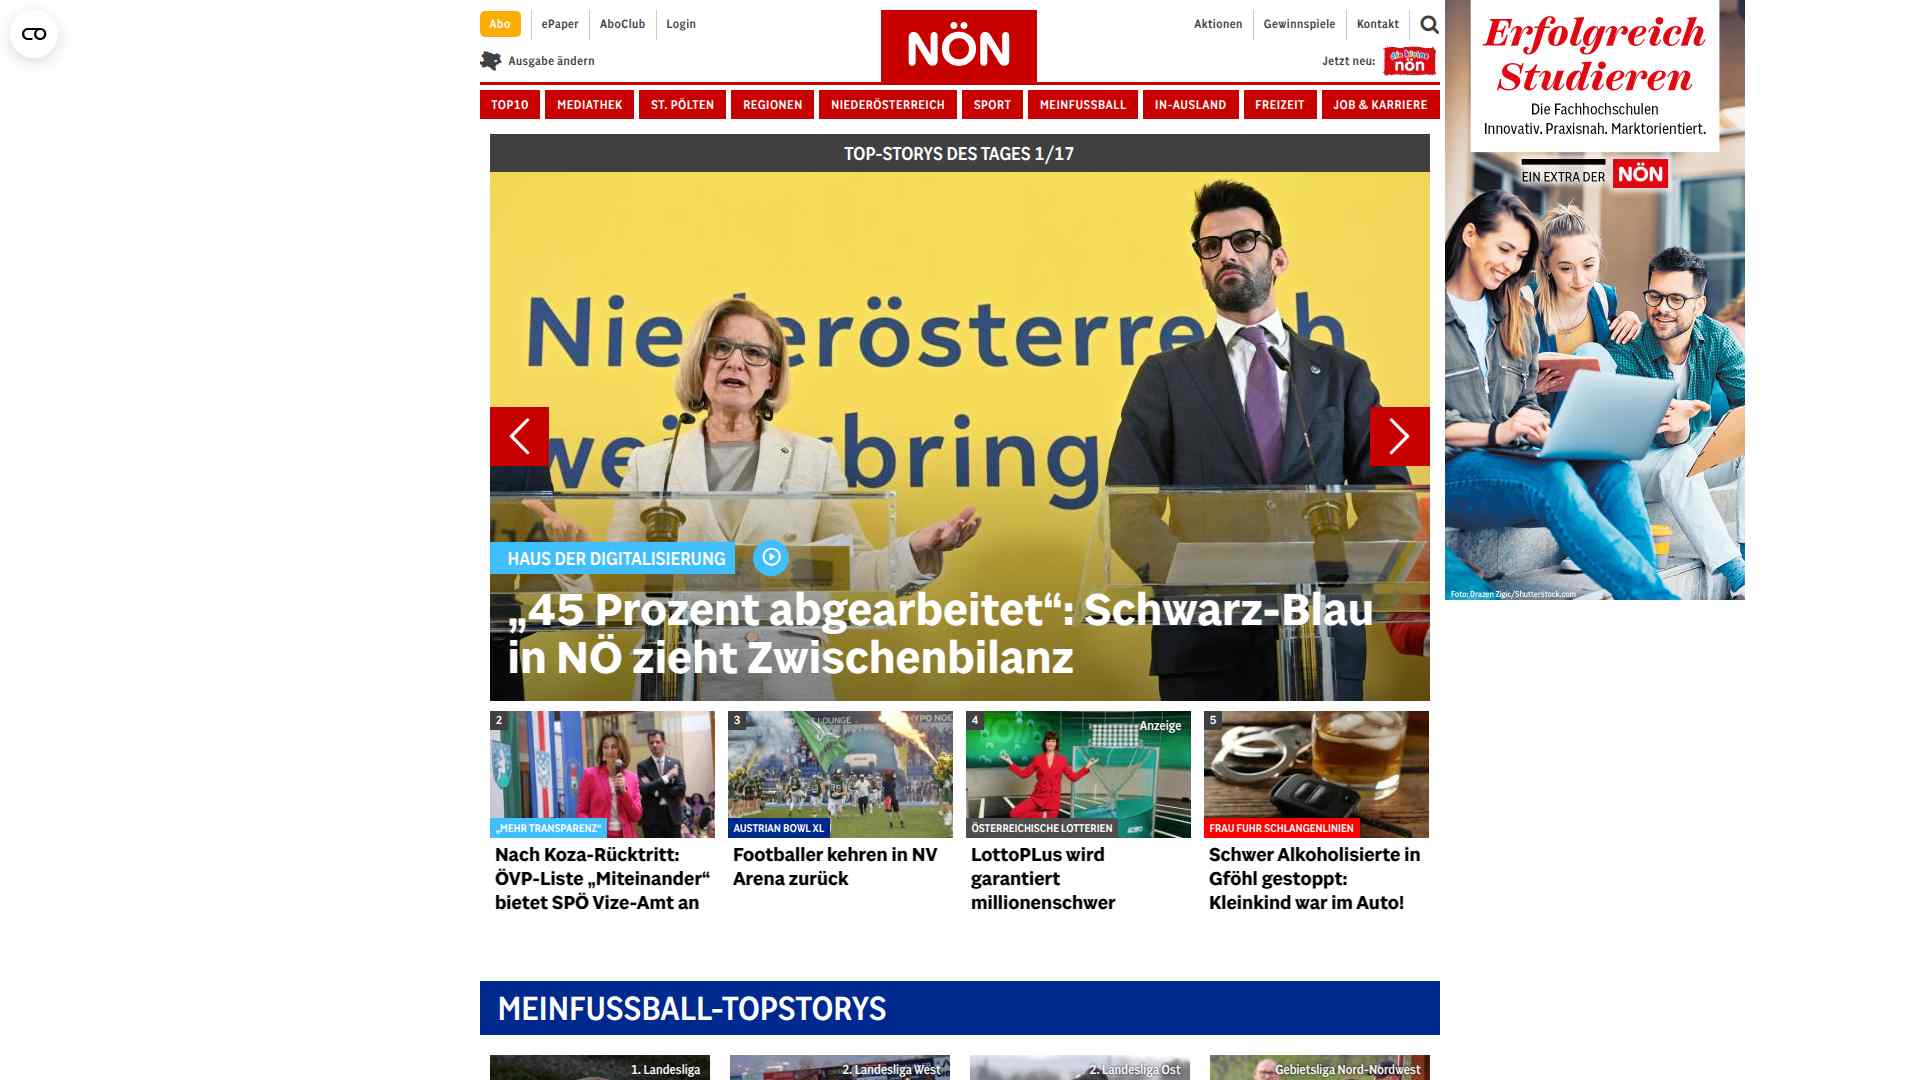 Abo
ePaper
AboClub
Login
NÖN
Aktionen
Gewinnspiele
Kontakt
Ausgabe ändern
Jetzt neu:
die kleine
nön
TOP10
MEDIATHEK
ST. PÖLTEN
REGIONEN
NIEDERÖSTERREICH
SPORT
MEINFUSSBALL
IN-AUSLAND
FREIZEIT
JOB & KARRIERE
Erfolgreich
Studieren
Die Fachhochschulen
Innovativ. Praxisnah. Marktorientiert.
EIN EXTRA DER
NÖN
Foto: Drazen Zigic/Shutterstock.com
TOP-STORYS DES TAGES 1/17
HAUS DER DIGITALISIERUNG
„45 Prozent abgearbeitet“: Schwarz-Blau
in NÖ zieht Zwischenbilanz
2
„MEHR TRANSPARENZ“
Nach Koza-Rücktritt:
ÖVP-Liste „Miteinander“
bietet SPÖ Vize-Amt an
3
LOUNGE
HYPO NOE
AUSTRIAN BOWL XL
Footballer kehren in NV
Arena zurück
4
Anzeige
ÖSTERREICHISCHE LOTTERIEN
LottoPLus wird
garantiert
millionenschwer
5
FRAU FUHR SCHLANGENLINIEN
Schwer Alkoholisierte in
Gföhl gestoppt:
Kleinkind war im Auto!
MEINFUSSBALL-TOPSTORYS
1. Landesliga
2. Landesliga West
2. Landesliga Ost
Gebietsliga Nord-Nordwest